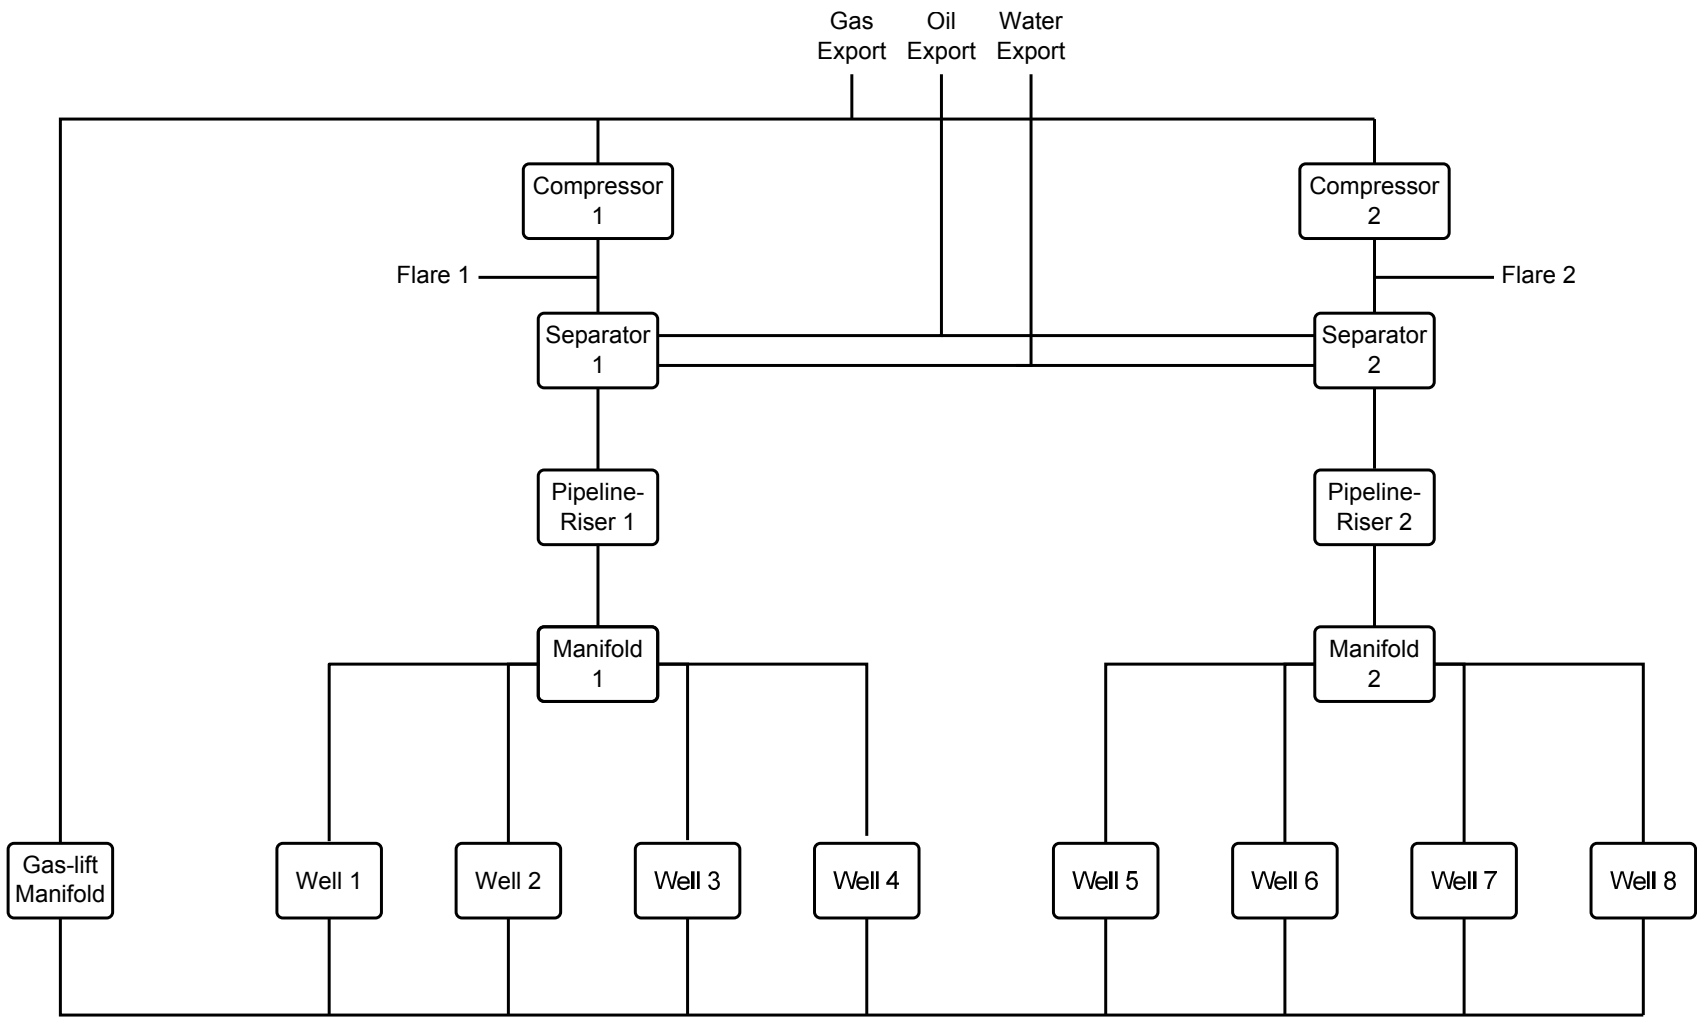 Gas
Export
Oil
Export
Water
Export
Compressor
1
Compressor
2
Flare 1
Flare 2
Separator
1
Separator
2
Pipeline-
Riser 1
Pipeline-
Riser 2
Manifold
1
Manifold
2
Gas-lift
Manifold
Well 1
Well 2
Well 3
Well 4
Well 5
Well 6
Well 7
Well 8